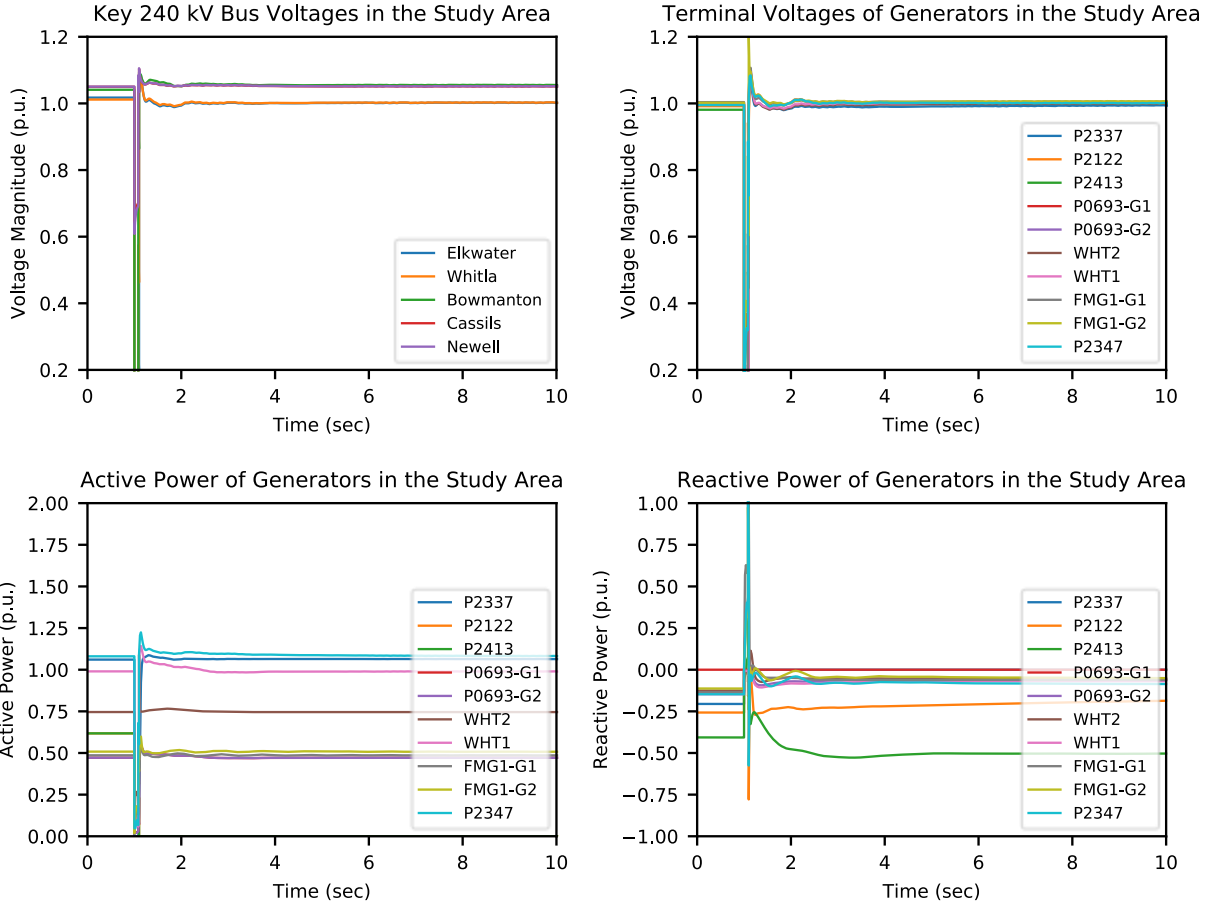 Key 240 kV Bus Voltages in the Study Area
1.2
1.0
0.8
0.6
0.4
0.2
Voltage Magnitude (p.u.)
Elkwater
Whitla
Bowmanton
Cassils
Newell
0 2 4 6 8 10
Time (sec)
Terminal Voltages of Generators in the Study Area
1.2
1.0
0.8
0.6
0.4
0.2
Voltage Magnitude (p.u.)
P2337
P2122
P2413
P0693-G1
P0693-G2
WHT2
WHT1
FMG1-G1
FMG1-G2
P2347
0 2 4 6 8 10
Time (sec)
Active Power of Generators in the Study Area
2.00
1.75
1.50
1.25
1.00
0.75
0.50
0.25
0.00
Active Power (p.u.)
P2337
P2122
P2413
P0693-G1
P0693-G2
WHT2
WHT1
FMG1-G1
FMG1-G2
P2347
0 2 4 6 8 10
Time (sec)
Reactive Power of Generators in the Study Area
1.00
0.75
0.50
0.25
0.00
−0.25
−0.50
−0.75
−1.00
Reactive Power (p.u.)
P2337
P2122
P2413
P0693-G1
P0693-G2
WHT2
WHT1
FMG1-G1
FMG1-G2
P2347
0 2 4 6 8 10
Time (sec)